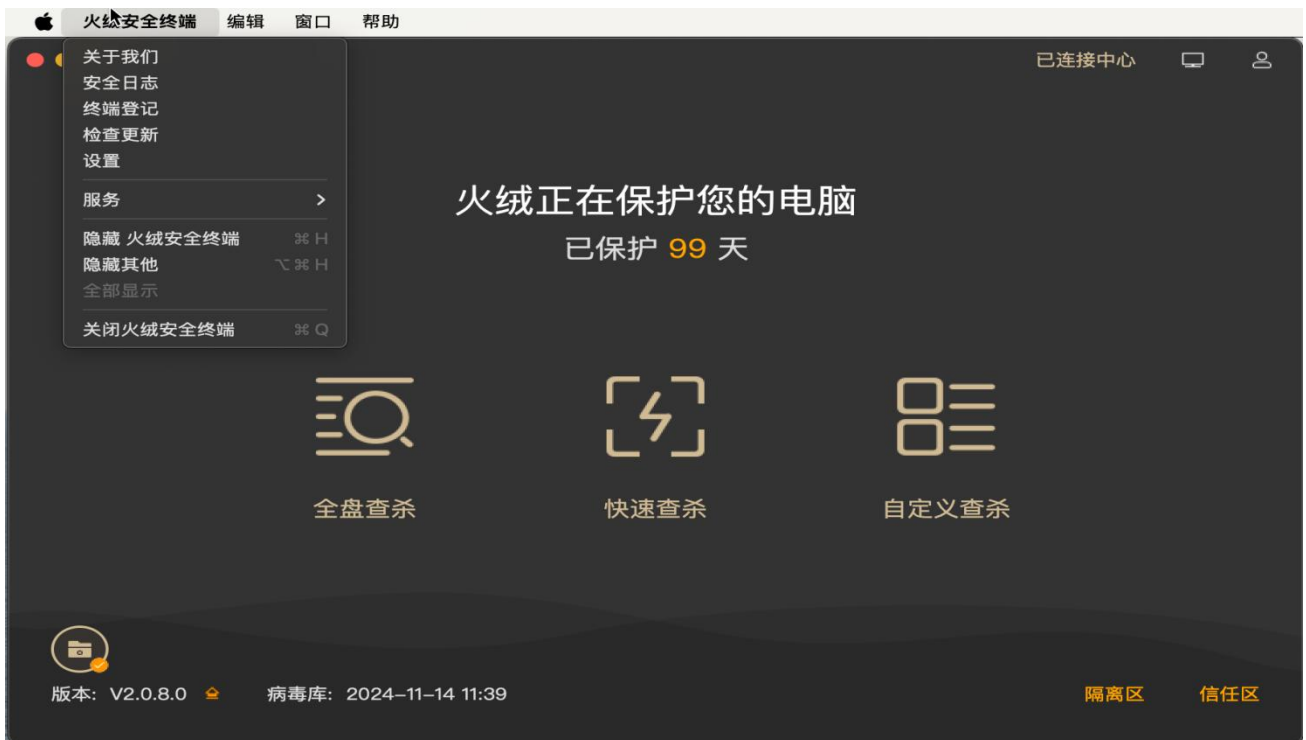 火绒安全终端 编辑 窗口 帮助
关于我们
安全日志
终端登记
检查更新
设置
服务 >
隐藏 火绒安全终端 ⌘ H
隐藏其他 ⌥ ⌘ H
全部显示
关闭火绒安全终端 ⌘ Q
已连接中心
火绒正在保护您的电脑
已保护 99 天
全盘查杀 快速查杀 自定义查杀
版本: V2.0.8.0 病毒库: 2024–11–14 11:39 隔离区 信任区